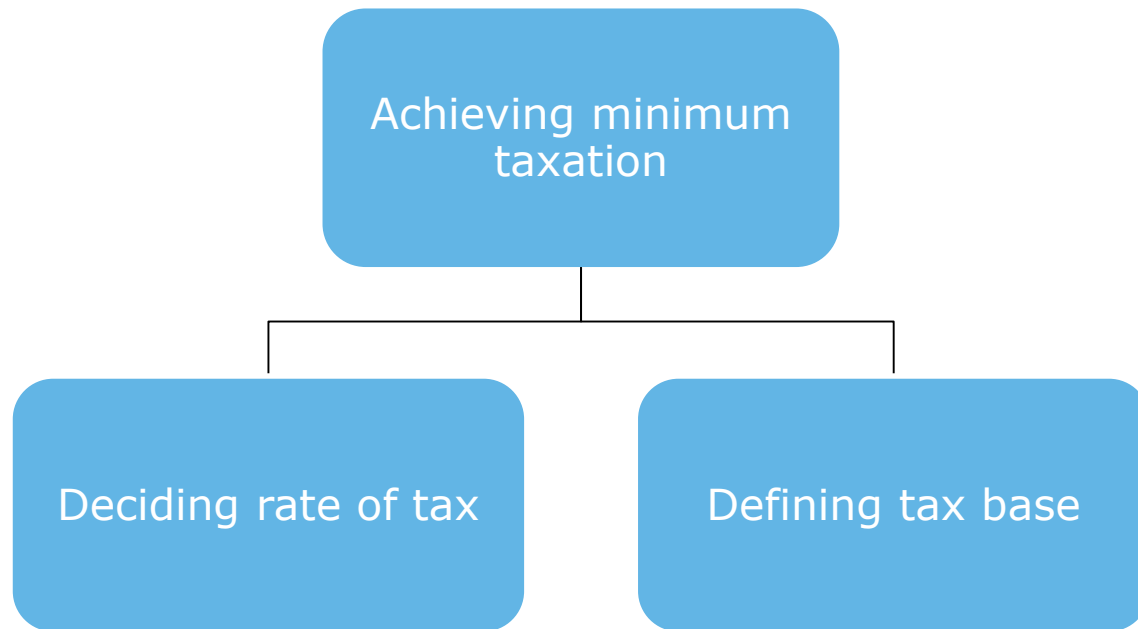 Achieving minimum
taxation
Deciding rate of tax
Defining tax base